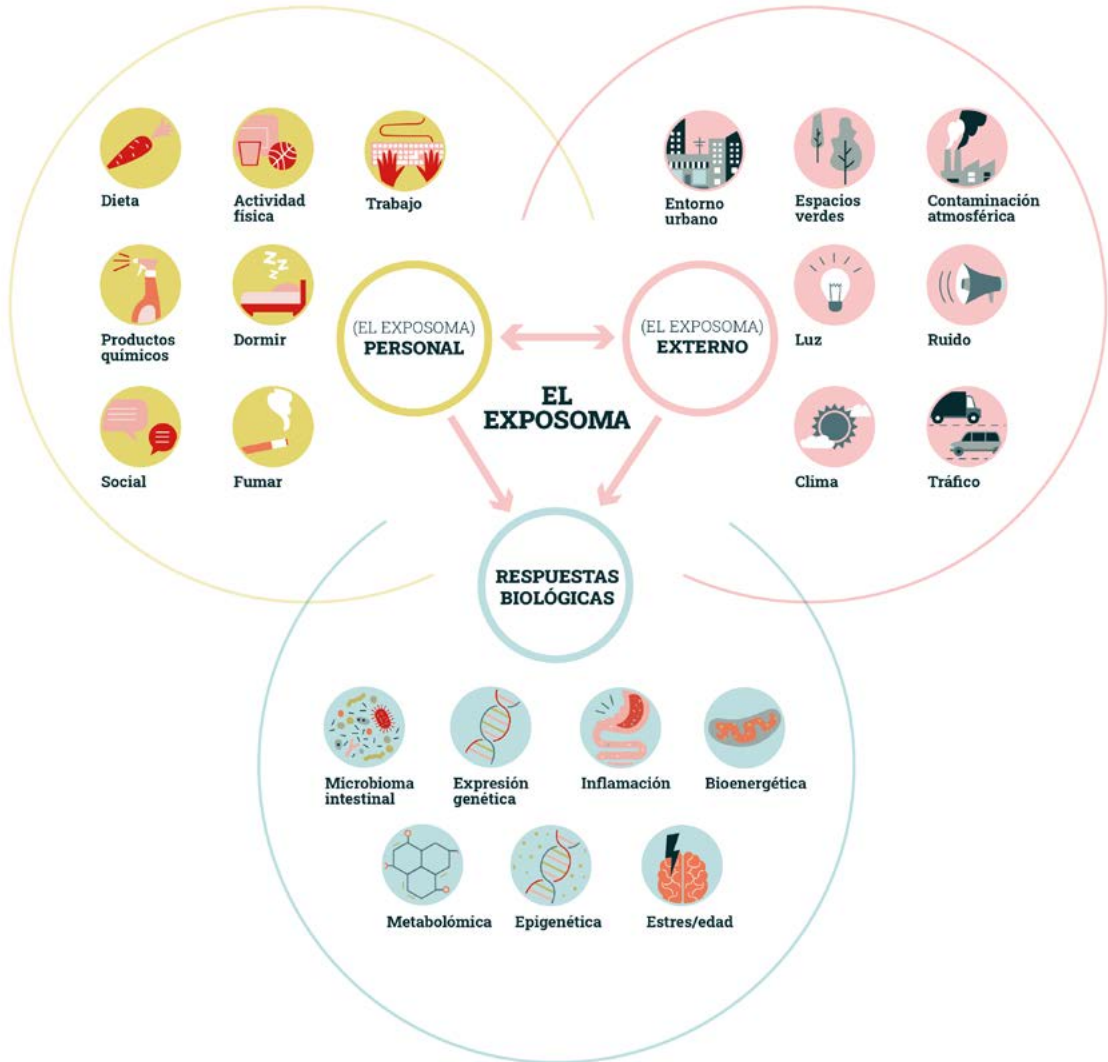 Dieta
Actividad
física
Trabajo
Productos
químicos
Dormir
Social
Fumar
(EL EXPOSOMA)
PERSONAL
EL
EXPOSOMA
(EL EXPOSOMA)
EXTERNO
Entorno
urbano
Espacios
verdes
Contaminación
atmosférica
Luz
Ruido
Clima
Tráfico
RESPUESTAS
BIOLÓGICAS
Microbioma
intestinal
Expresión
genética
Inflamación
Bioenergética
Metabolómica
Epigenética
Estres/edad